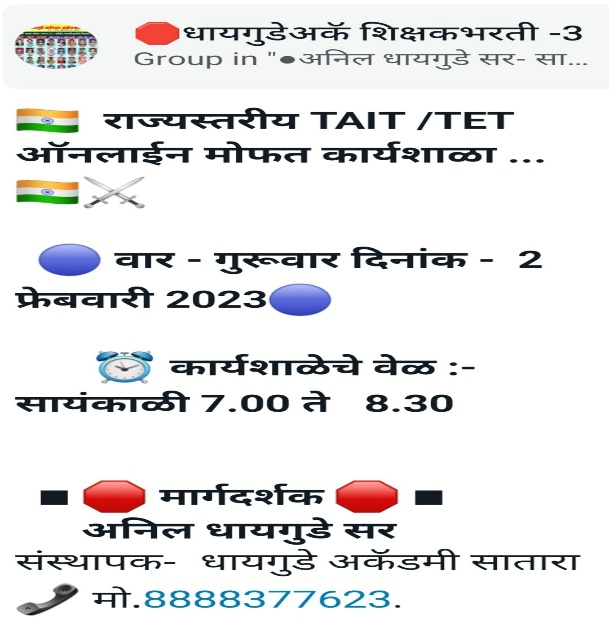 🛑धायगुडेअकॅ शिक्षकभरती -3
Group in "●अनिल धायगुडे सर- सा...
🇮🇳 राज्यस्तरीय TAIT /TET
ऑनलाईन मोफत कार्यशाळा ...
🇮🇳⚔️
🔵 वार - गुरूवार दिनांक - 2
फ्रेबवारी 2023🔵
⏰ कार्यशाळेचे वेळ :-
सायंकाळी 7.00 ते 8.30
◼ 🛑 मार्गदर्शक 🛑 ◼
अनिल धायगुडे सर
संस्थापक- धायगुडे अकॅडमी सातारा
📞 मो.8888377623.